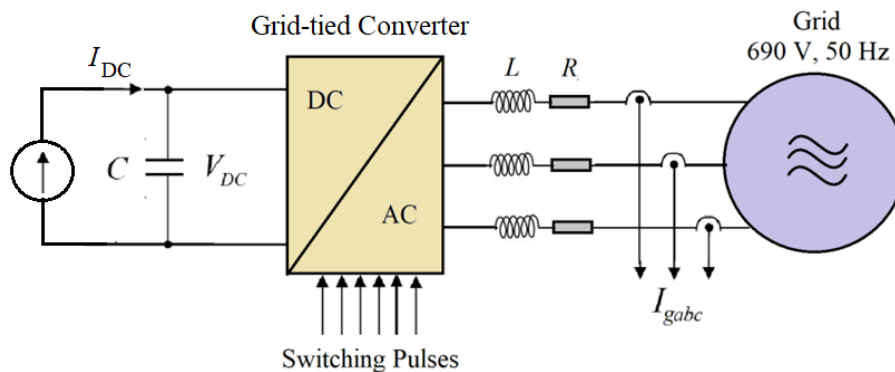 Grid-tied Converter
Grid
690 V, 50 Hz
I_DC
L
R
DC
C
V_DC
AC
I_gabc
Switching Pulses